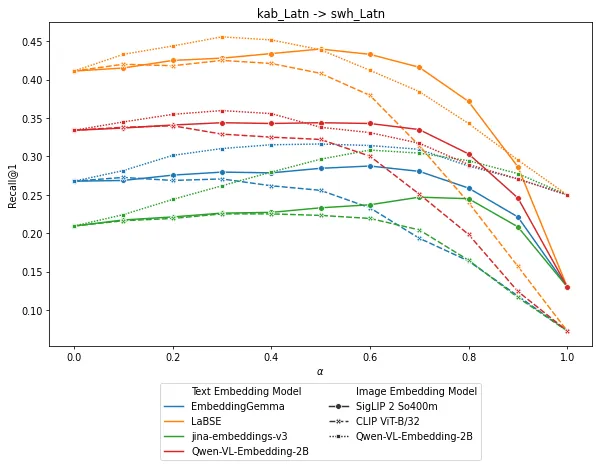 kab_Latn -> swh_Latn
Recall@1
0.45
0.40
0.35
0.30
0.25
0.20
0.15
0.10
0.0
0.2
0.4
0.6
0.8
1.0
α
Text Embedding Model
EmbeddingGemma
LaBSE
jina-embeddings-v3
Qwen-VL-Embedding-2B
Image Embedding Model
SigLIP 2 So400m
CLIP ViT-B/32
Qwen-VL-Embedding-2B